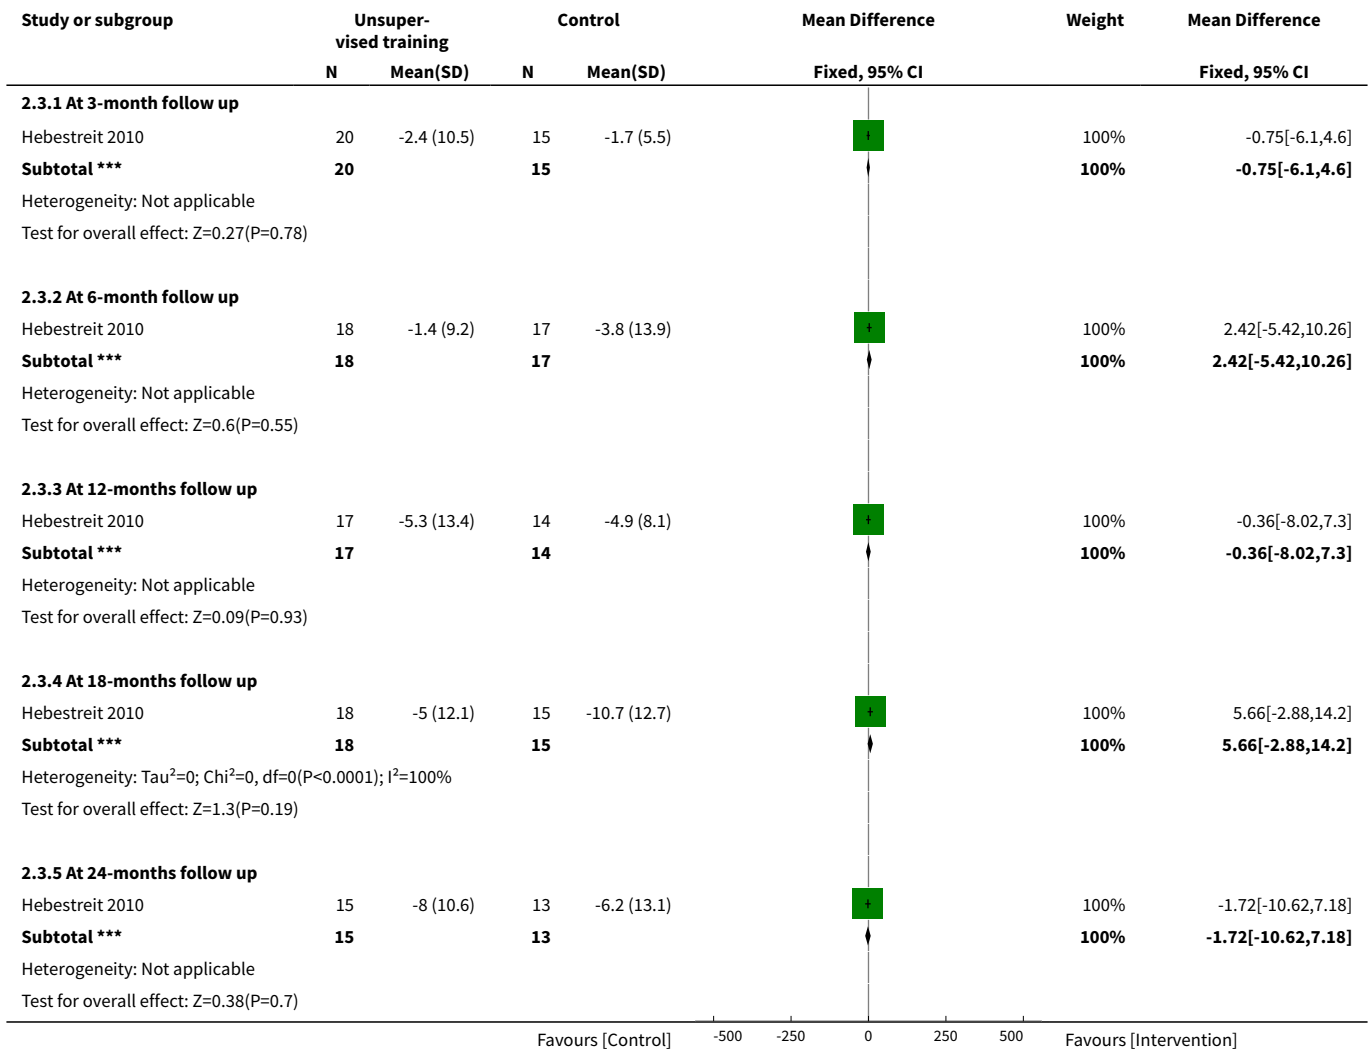 Study or subgroup Unsuper- Control Mean Difference Weight Mean Difference
vised training
N Mean(SD) N Mean(SD) Fixed, 95% CI Fixed, 95% CI
2.3.1 At 3-month follow up
Hebestreit 2010 20 -2.4 (10.5) 15 -1.7 (5.5) 100% -0.75[-6.1,4.6]
Subtotal *** 20 15 100% -0.75[-6.1,4.6]
Heterogeneity: Not applicable
Test for overall effect: Z=0.27(P=0.78)
2.3.2 At 6-month follow up
Hebestreit 2010 18 -1.4 (9.2) 17 -3.8 (13.9) 100% 2.42[-5.42,10.26]
Subtotal *** 18 17 100% 2.42[-5.42,10.26]
Heterogeneity: Not applicable
Test for overall effect: Z=0.6(P=0.55)
2.3.3 At 12-months follow up
Hebestreit 2010 17 -5.3 (13.4) 14 -4.9 (8.1) 100% -0.36[-8.02,7.3]
Subtotal *** 17 14 100% -0.36[-8.02,7.3]
Heterogeneity: Not applicable
Test for overall effect: Z=0.09(P=0.93)
2.3.4 At 18-months follow up
Hebestreit 2010 18 -5 (12.1) 15 -10.7 (12.7) 100% 5.66[-2.88,14.2]
Subtotal *** 18 15 100% 5.66[-2.88,14.2]
Heterogeneity: Tau²=0; Chi²=0, df=0(P<0.0001); I²=100%
Test for overall effect: Z=1.3(P=0.19)
2.3.5 At 24-months follow up
Hebestreit 2010 15 -8 (10.6) 13 -6.2 (13.1) 100% -1.72[-10.62,7.18]
Subtotal *** 15 13 100% -1.72[-10.62,7.18]
Heterogeneity: Not applicable
Test for overall effect: Z=0.38(P=0.7)
Favours [Control] -500 -250 0 250 500 Favours [Intervention]